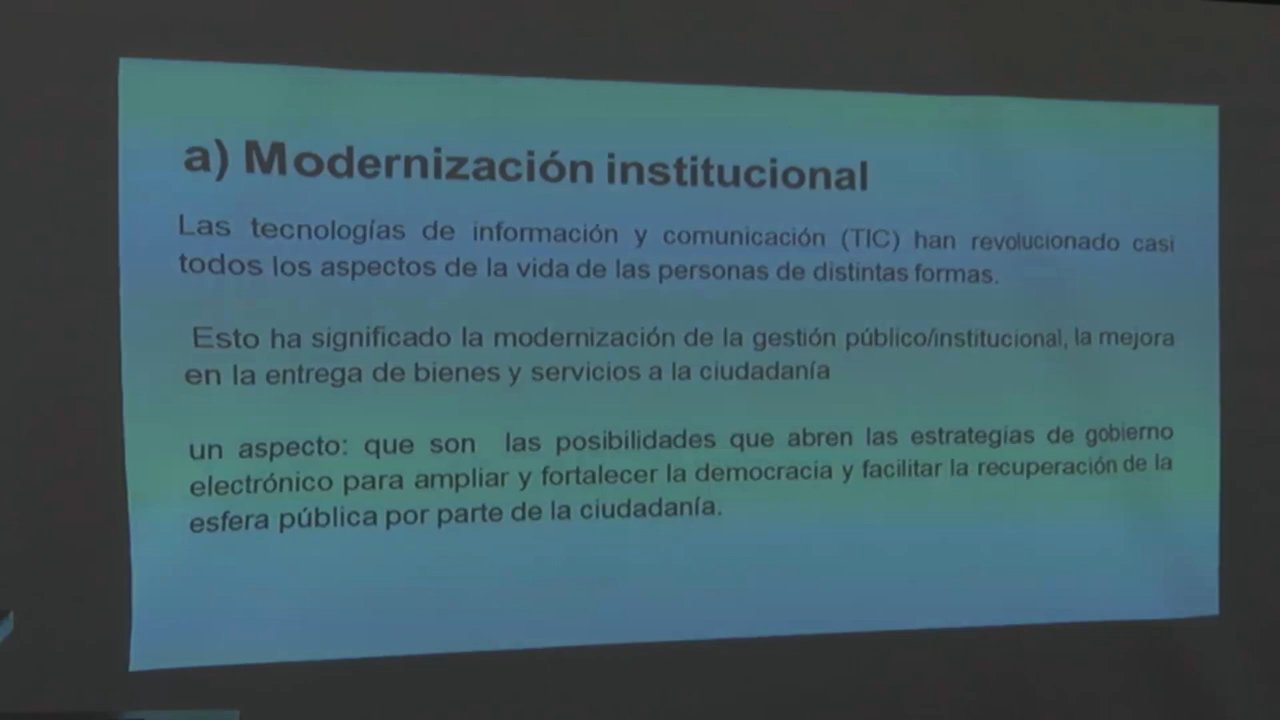 a) Modernización institucional
Las tecnologías de información y comunicación (TIC) han revolucionado casi
todos los aspectos de la vida de las personas de distintas formas.
Esto ha significado la modernización de la gestión público/institucional, la mejora
en la entrega de bienes y servicios a la ciudadanía
un aspecto: que son las posibilidades que abren las estrategias de gobierno
electrónico para ampliar y fortalecer la democracia y facilitar la recuperación de la
esfera pública por parte de la ciudadanía.